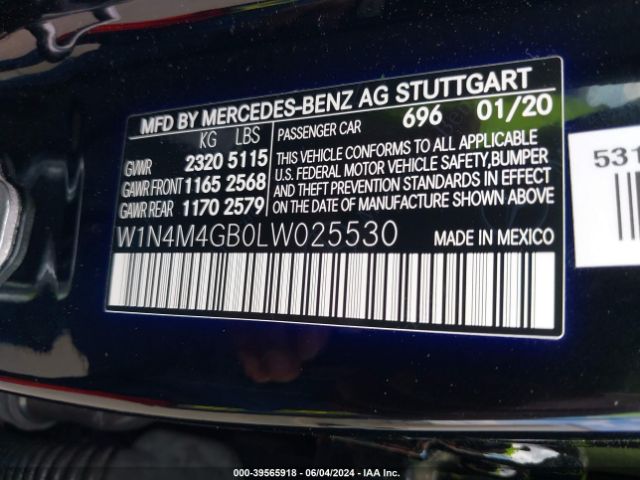 MFD BY MERCEDES-BENZ AG STUTTGART
KG LBS
GVWR 2320 5115
GAWR FRONT 1165 2568
GAWR REAR 1170 2579
PASSENGER CAR 696 01/20
THIS VEHICLE CONFORMS TO ALL APPLICABLE
U.S. FEDERAL MOTOR VEHICLE SAFETY, BUMPER
AND THEFT PREVENTION STANDARDS IN EFFECT
ON THE DATE OF MANUFACTURE SHOWN ABOVE
W1N4M4GB0LW025530 MADE IN MEXICO
531
000-39565918 - 06/04/2024 - IAA Inc.